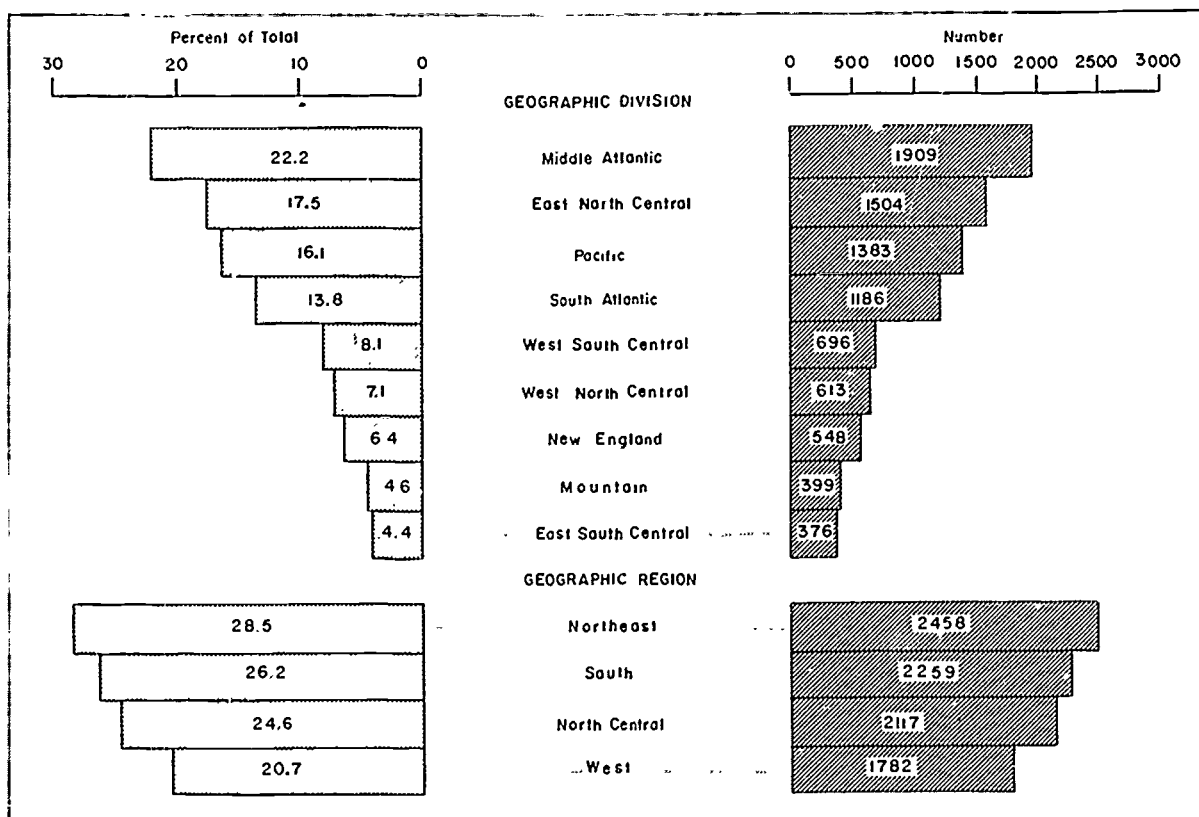 Percent of Total Number
30 20 10 0 0 500 1000 1500 2000 2500 3000
GEOGRAPHIC DIVISION
22.2 Middle Atlantic 1909
17.5 East North Central 1504
16.1 Pacific 1383
13.8 South Atlantic 1186
8.1 West South Central 696
7.1 West North Central 613
6 4 New England 548
4 6 Mountain 399
4.4 East South Central 376
GEOGRAPHIC REGION
28.5 Northeast 2458
26.2 South 2259
24.6 North Central 2117
20.7 West 1782